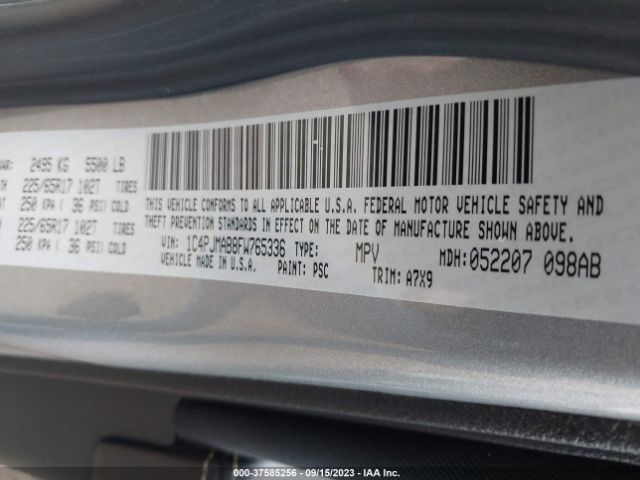 2495 KG 5500 LB
225/65R17 102T TIRES
250 KPA ( 36 PSI) COLD
225/65R17 102T TIRES
250 KPA ( 36 PSI) COLD
THIS VEHICLE CONFORMS TO ALL APPLICABLE U.S.A. FEDERAL MOTOR VEHICLE SAFETY AND
THEFT PREVENTION STANDARDS IN EFFECT ON THE DATE OF MANUFACTURE SHOWN ABOVE.
VIN: 1C4PJMAB8FW765336 TYPE: MPV MDH:052207 098AB
MADE IN U.S.A. PAINT: PSC TRIM: A7X9
000-37585256 - 09/15/2023 - IAA Inc.